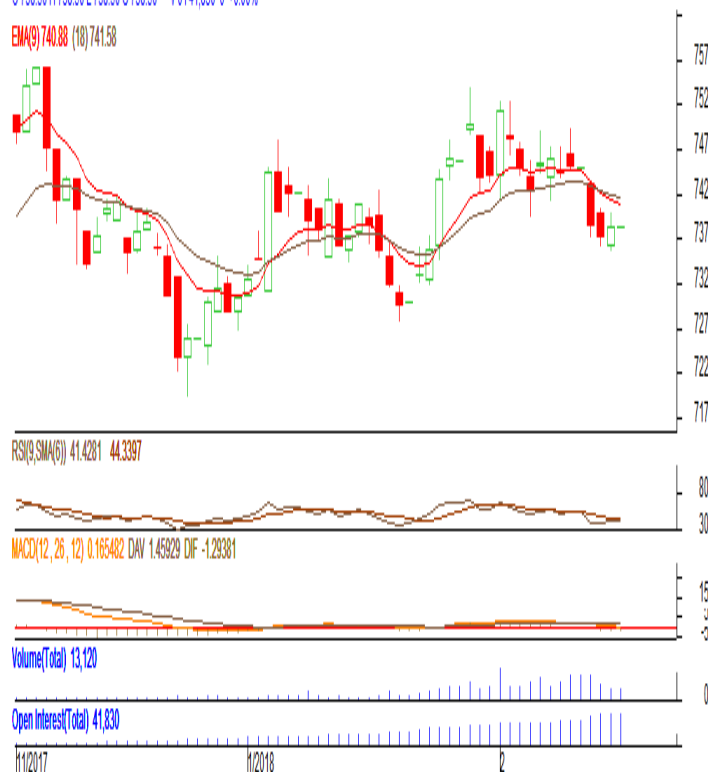 EMA(9) 740.88 (18) 741.58
757
752
747
742
737
732
727
722
717
RSI(9,SMA(6)) 41.4281 44.3397
80
30
MACD(12, 26, 12) 0.165482 DAV 1.45929 DIF -1.29381
15
Volume(Total) 13,120
0
Open Interest(Total) 41,830
11/2017 1/2018 2